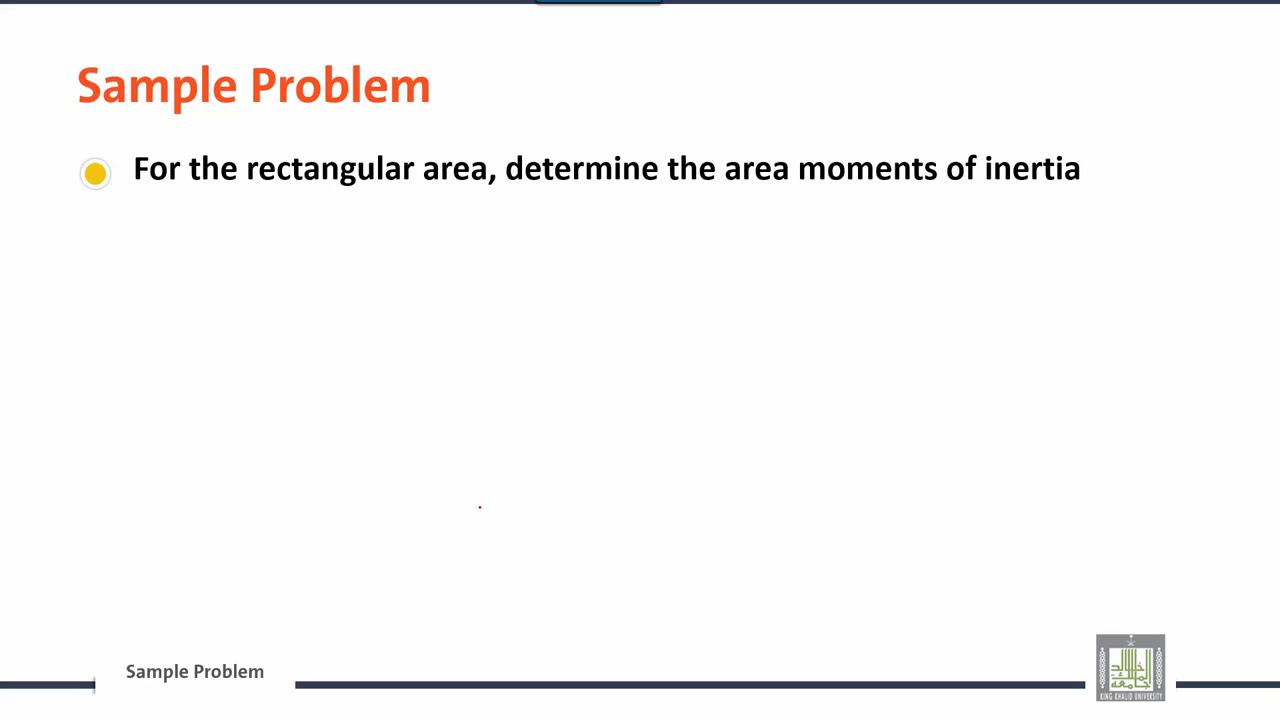 Sample Problem
For the rectangular area, determine the area moments of inertia
Sample Problem
KING KHALID UNIVERSITY